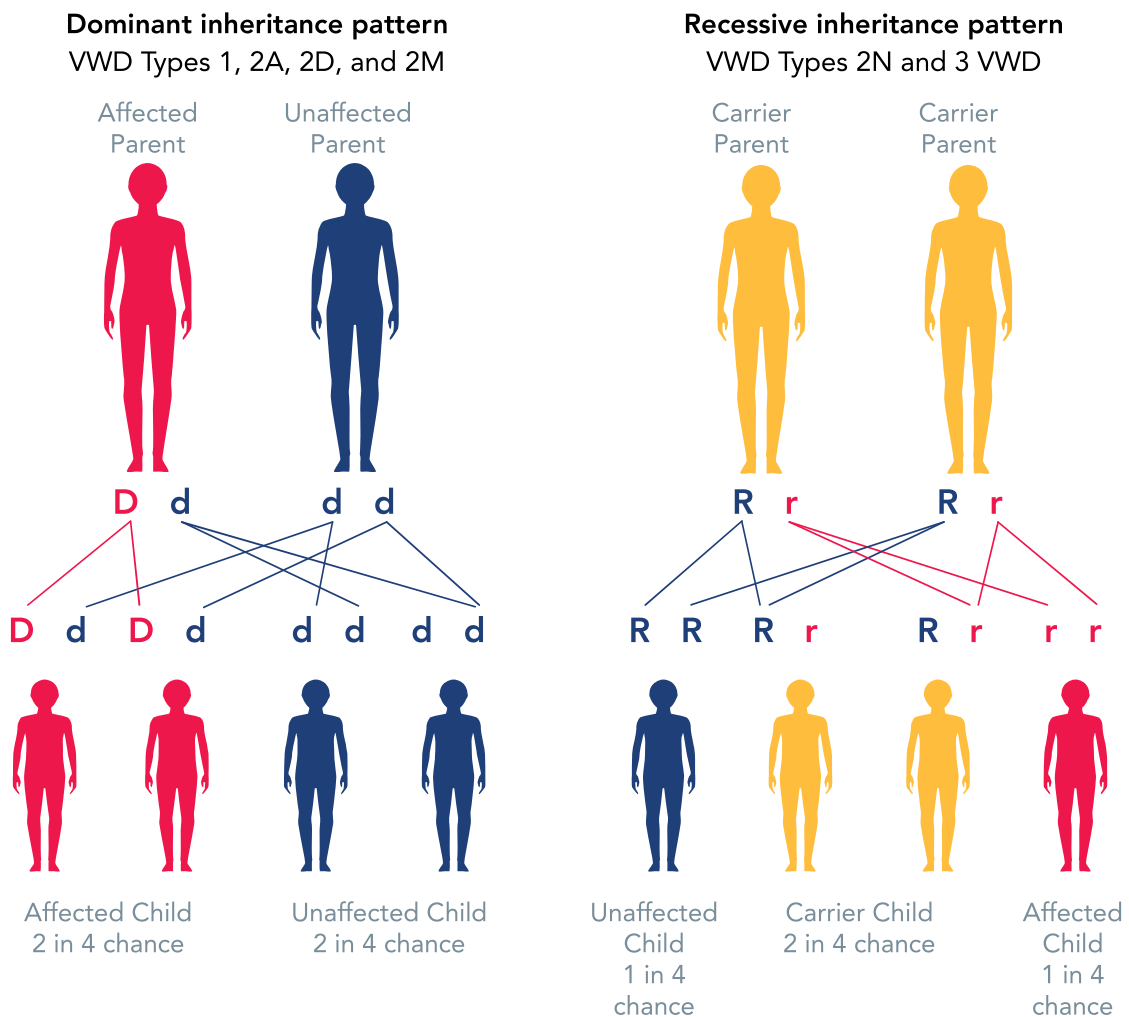 Dominant inheritance pattern
VWD Types 1, 2A, 2D, and 2M
Affected
Parent
Unaffected
Parent
D d d d
D d D d d d d d
Affected Child
2 in 4 chance
Unaffected Child
2 in 4 chance
Recessive inheritance pattern
VWD Types 2N and 3 VWD
Carrier
Parent
Carrier
Parent
R r R r
R R R r R r r r
Unaffected
Child
1 in 4
chance
Carrier Child
2 in 4 chance
Affected
Child
1 in 4
chance